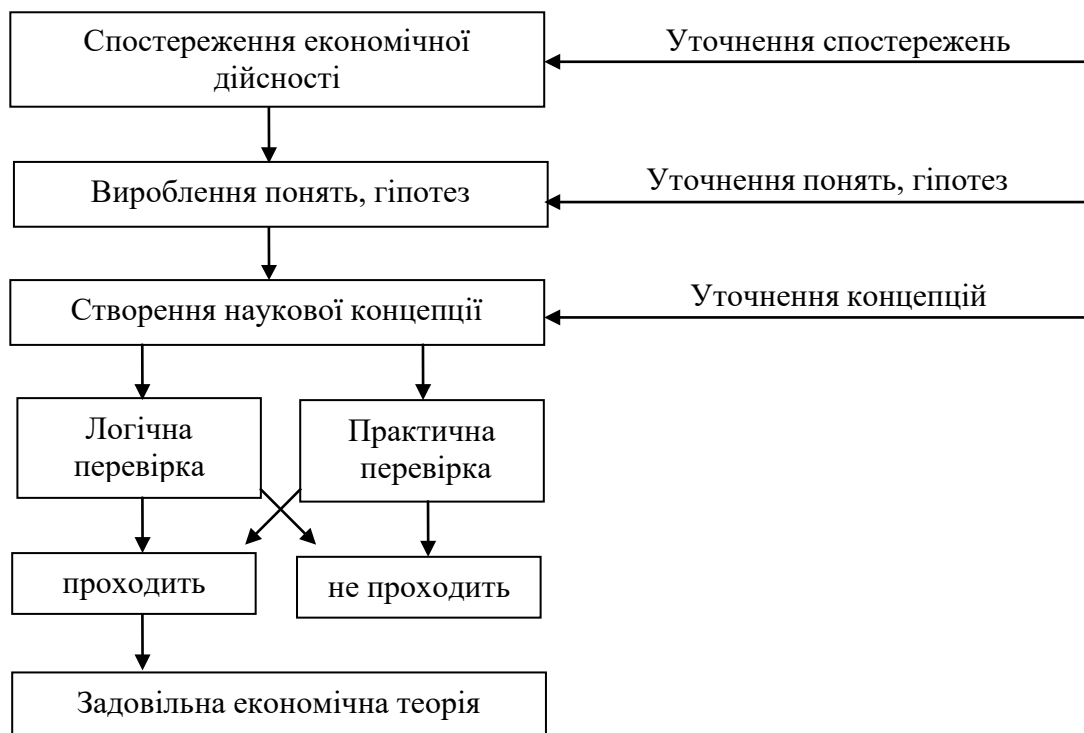 Спостереження економічної
дійсності
Уточнення спостережень
Вироблення понять, гіпотез
Уточнення понять, гіпотез
Створення наукової концепції
Уточнення концепцій
Логічна
перевірка
Практична
перевірка
проходить
не проходить
Задовільна економічна теорія